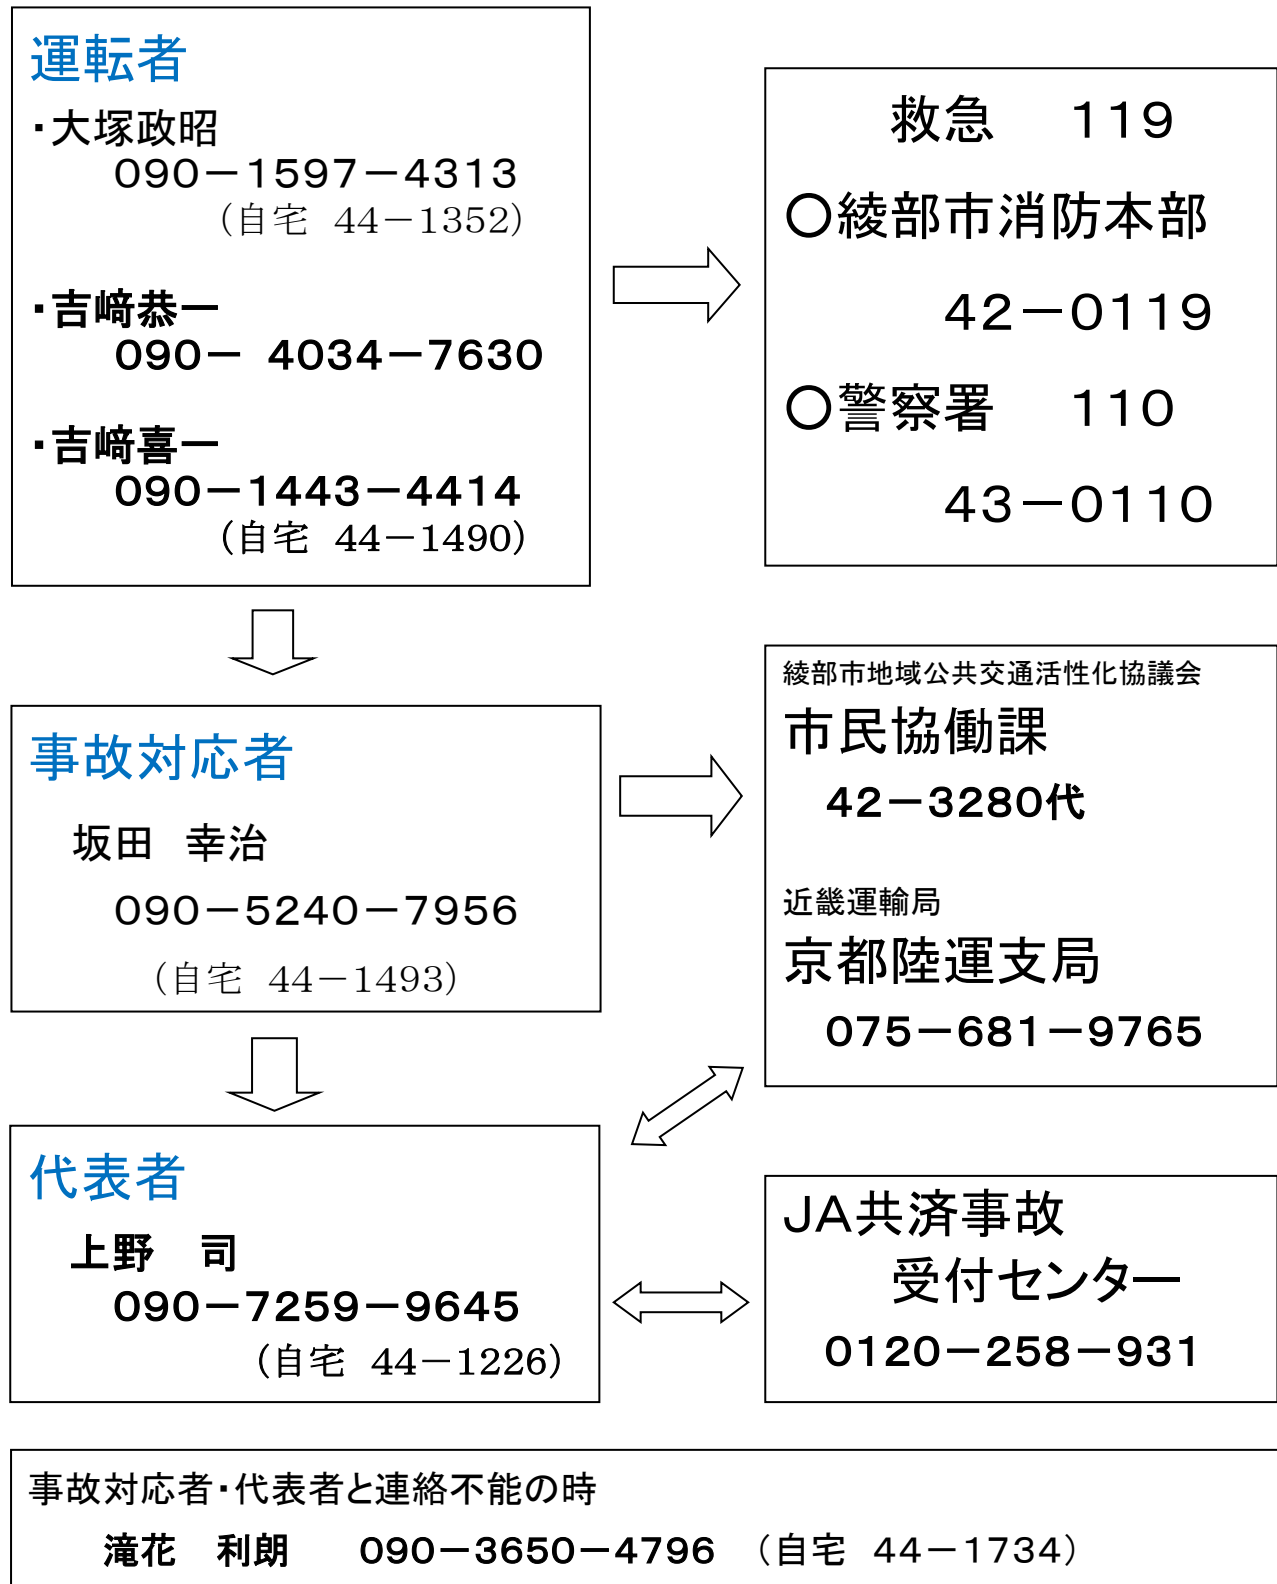 運転者
・大塚政昭
090－1597－4313
（自宅 44－1352）
・吉﨑恭一
090－ 4034－7630
・吉﨑喜一
090－1443－4414
（自宅 44－1490）
救急 119
〇綾部市消防本部
42－0119
〇警察署 110
43－0110
事故対応者
坂田 幸治
090－5240－7956
（自宅 44－1493）
綾部市地域公共交通活性化協議会
市民協働課
42－3280代
近畿運輸局
京都陸運支局
075－681－9765
代表者
上野 司
090－7259－9645
（自宅 44－1226）
JA共済事故
受付センター
0120－258－931
事故対応者・代表者と連絡不能の時
滝花 利朗 090－3650－4796 （自宅 44－1734）